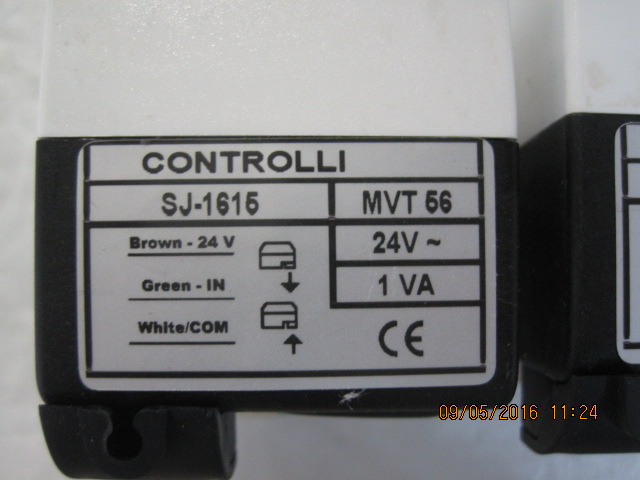 CONTROLLI
SJ-1615 MVT 56
Brown - 24 V 24V ~
Green - IN 1 VA
White/COM CE
09/05/2016 11:24